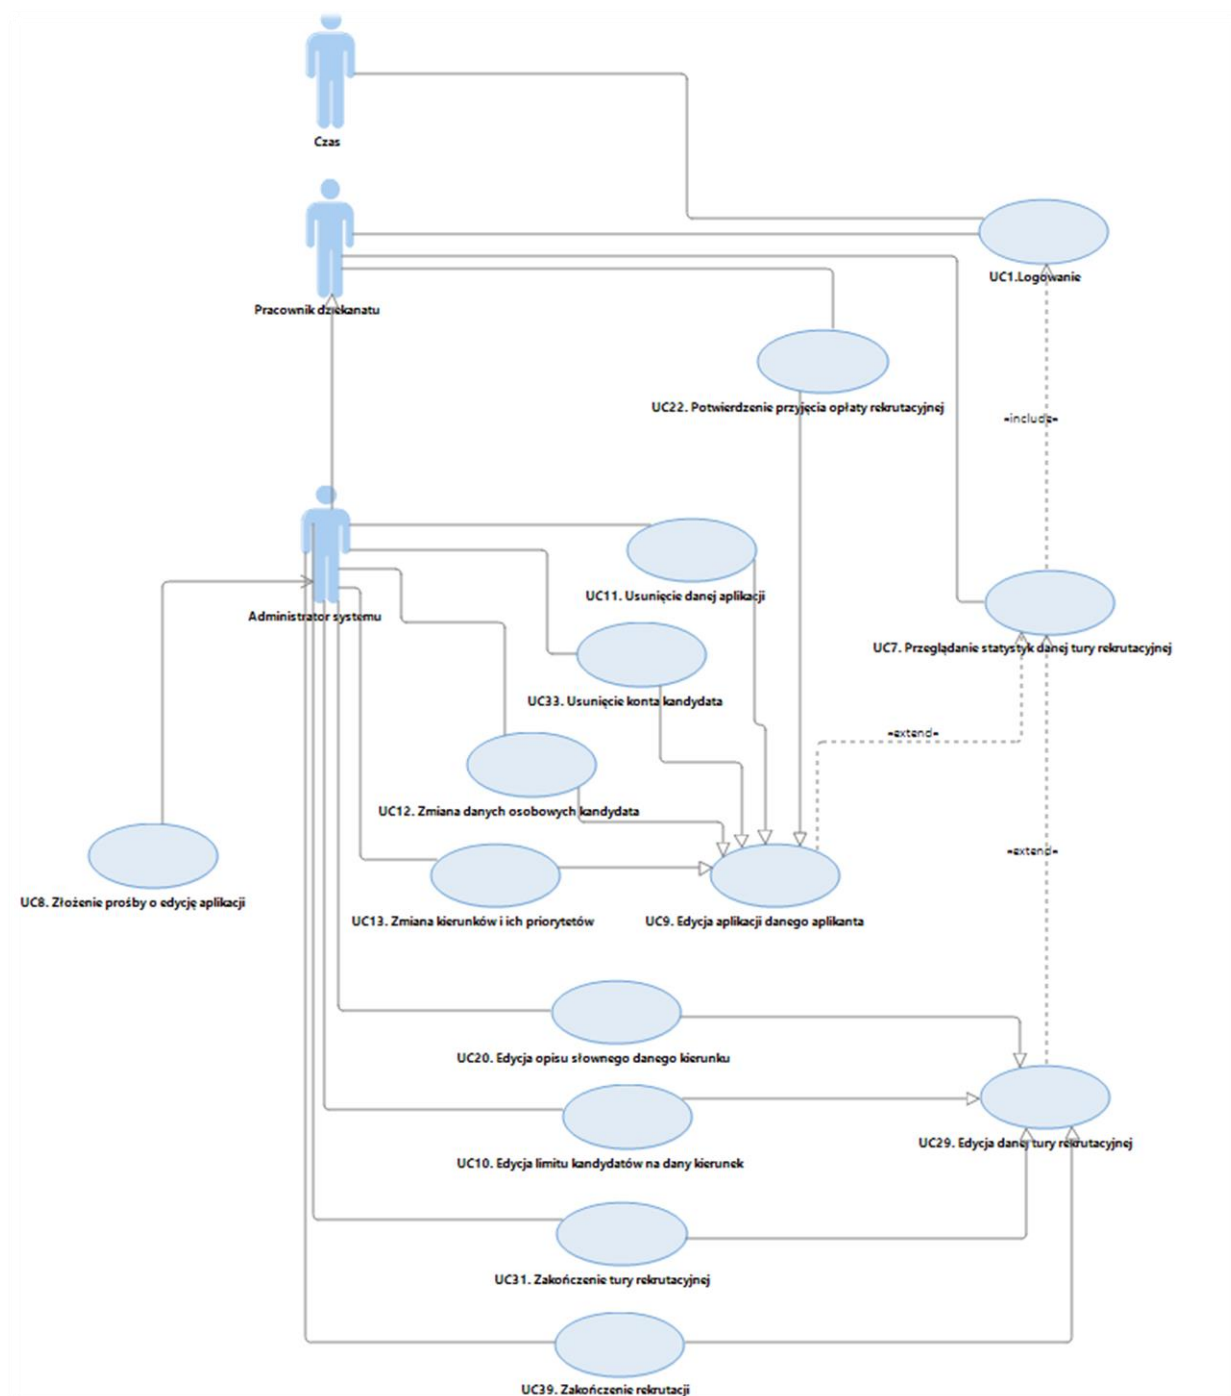 Czas
Pracownik dziekanatu
UC1.Logowanie
UC22. Potwierdzenie przyjęcia opłaty rekrutacyjnej
«include»
UC11. Usunięcie danej aplikacji
Administrator systemu
UC7. Przeglądanie statystyk danej tury rekrutacyjnej
UC33. Usunięcie konta kandydata
«extend»
UC12. Zmiana danych osobowych kandydata
«extend»
UC8. Złożenie prośby o edycję aplikacji
UC13. Zmiana kierunków i ich priorytetów
UC9. Edycja aplikacji danego aplikanta
UC20. Edycja opisu słownego danego kierunku
UC29. Edycja danej tury rekrutacyjnej
UC10. Edycja limitu kandydatów na dany kierunek
UC31. Zakończenie tury rekrutacyjnej
UC39. Zakończenie rekrutacji